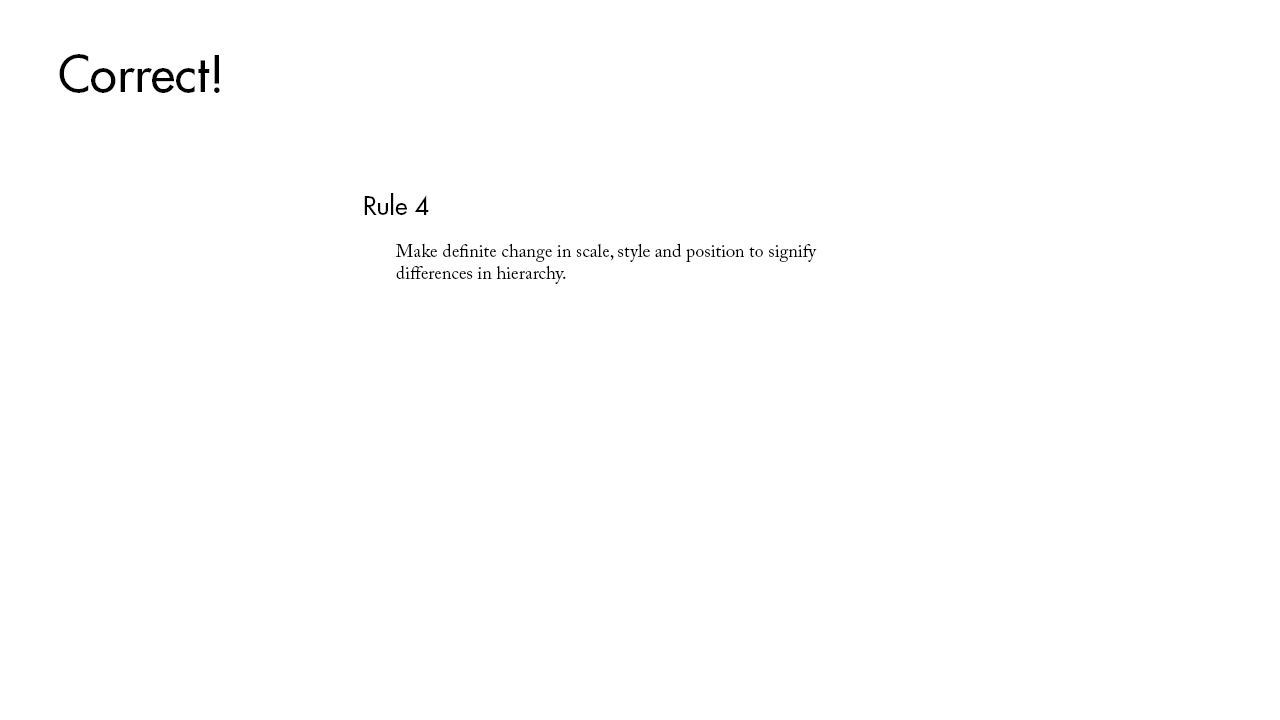 Correct!
Rule 4
Make definite change in scale, style and position to signify
differences in hierarchy.